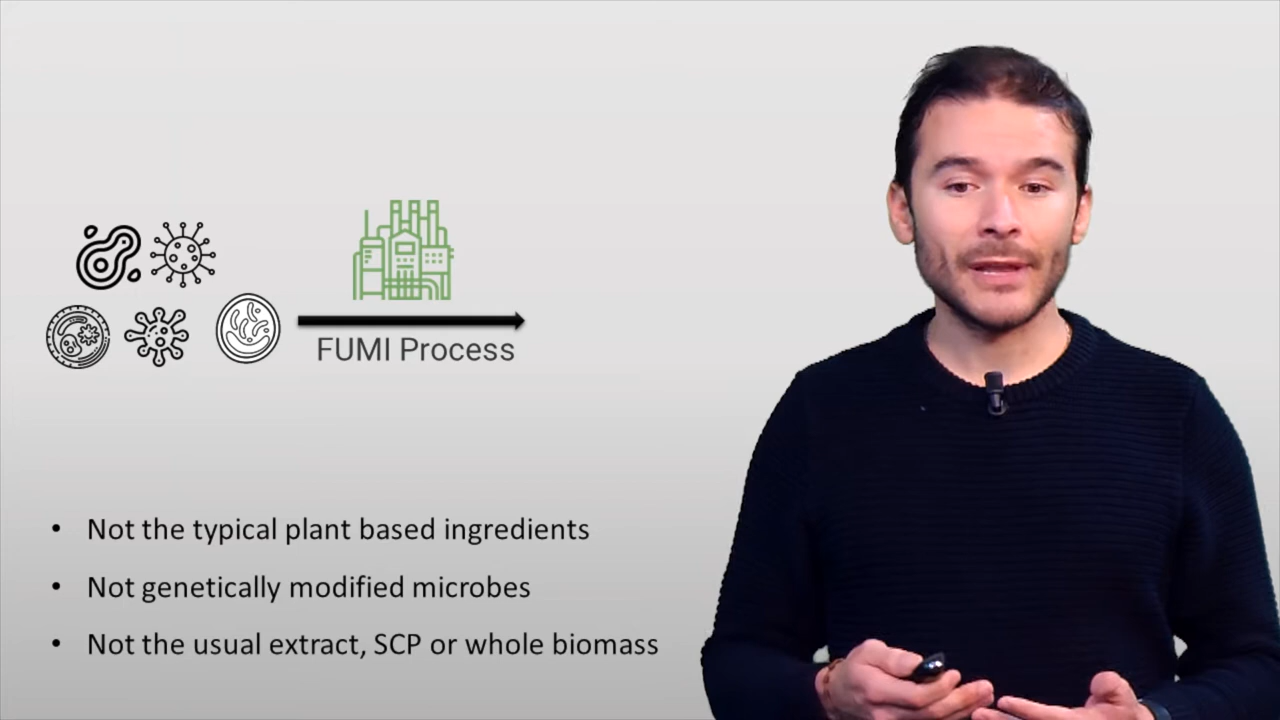 FUMI Process
• Not the typical plant based ingredients
• Not genetically modified microbes
• Not the usual extract, SCP or whole biomass